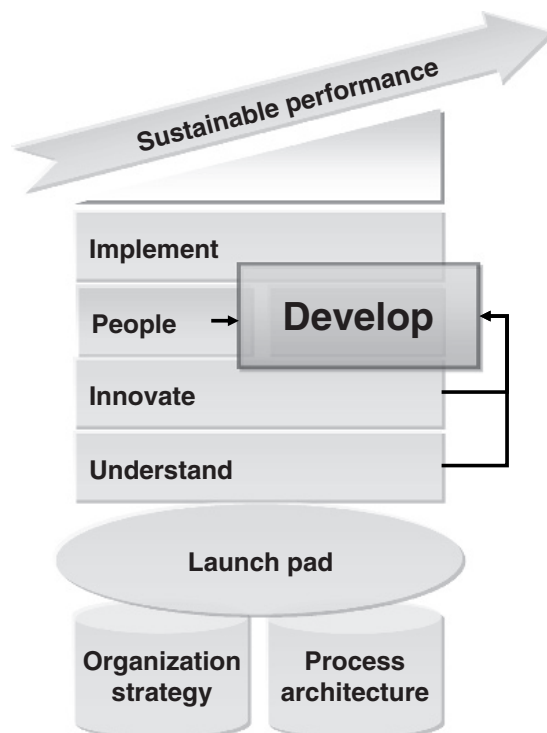 Sustainable performance
Implement
People
Develop
Innovate
Understand
Launch pad
Organization
strategy
Process
architecture